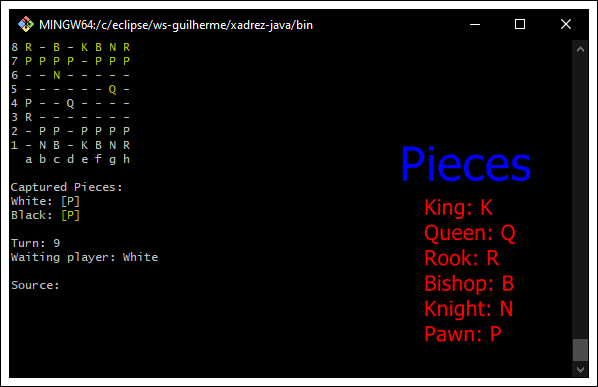 MINGW64:/c/eclipse/ws-guilherme/xadrez-java/bin
8 R - B - K B N R
7 P P P P - P P P
6 - - N - - - - -
5 - - - - - - Q -
4 P - - Q - - - -
3 R - - - - - - -
2 - P P - P P P P
1 - N B - K B N R
a b c d e f g h
Captured Pieces:
White: [P]
Black: [P]
Turn: 9
Waiting player: White
Source:
Pieces
King: K
Queen: Q
Rook: R
Bishop: B
Knight: N
Pawn: P